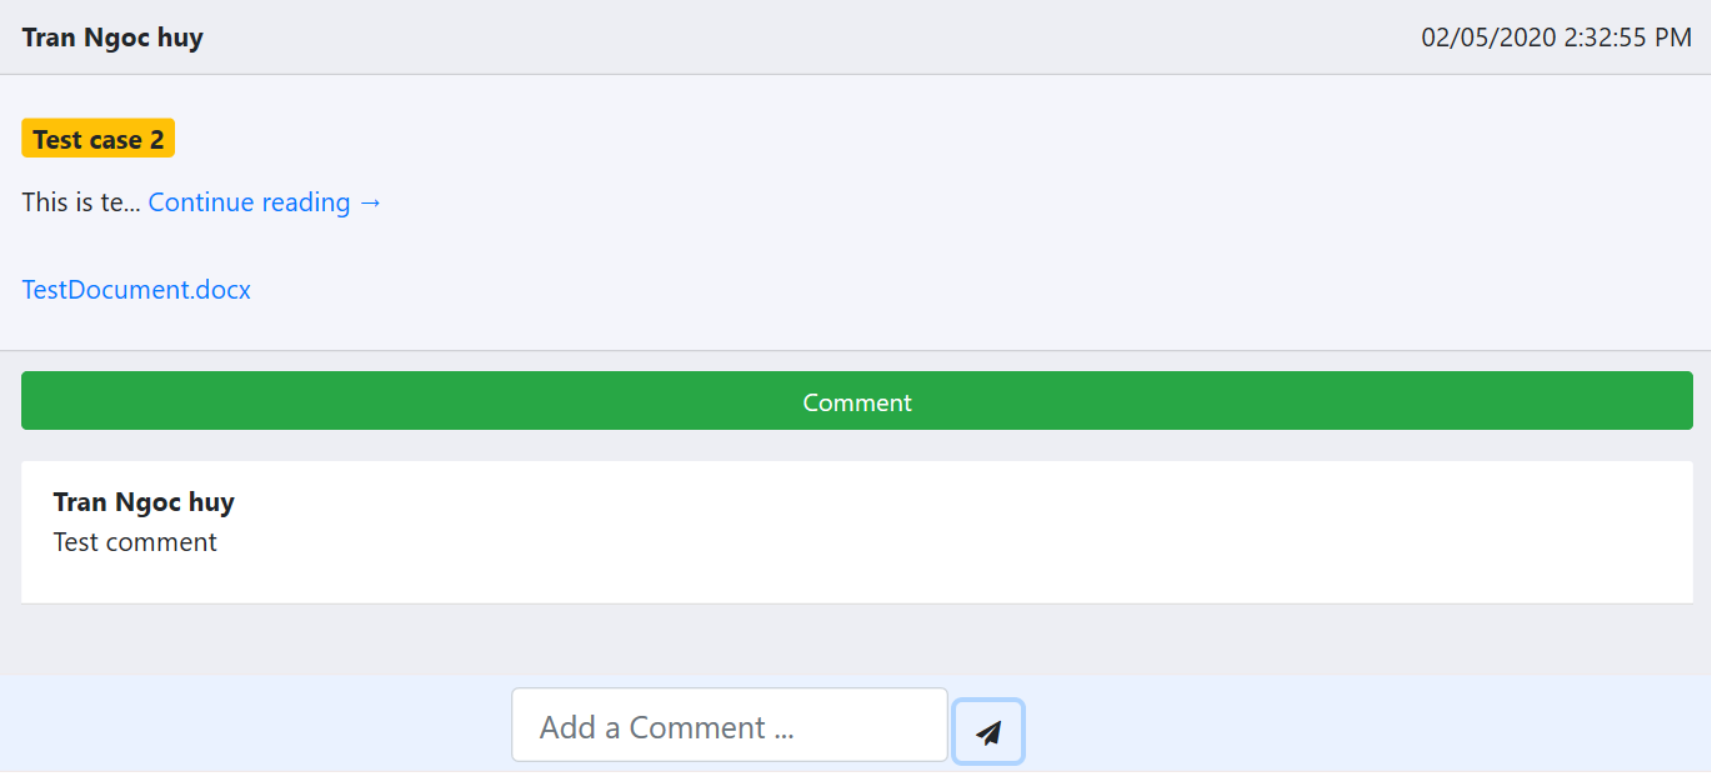 Tran Ngoc huy 02/05/2020 2:32:55 PM
Test case 2
This is te... Continue reading →
TestDocument.docx
Comment
Tran Ngoc huy
Test comment
Add a Comment ...